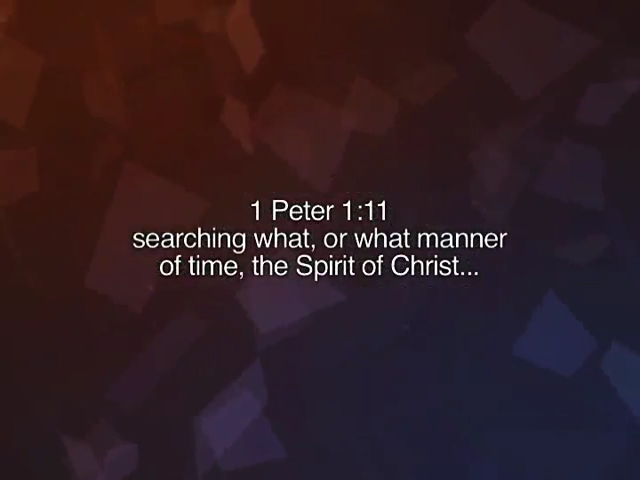 1 Peter 1:11
searching what, or what manner
of time, the Spirit of Christ...